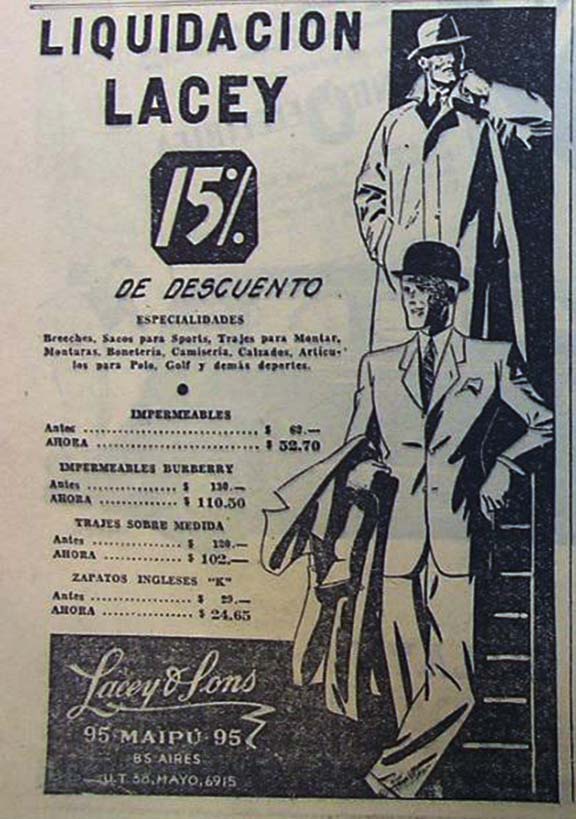 LIQUIDACION
LACEY
15%
DE DESCUENTO
ESPECIALIDADES
Breeches, Sacos para Sports, Trajes para Montar,
Monturas, Bonetería, Camisería, Calzados, Artícu-
los para Polo, Golf y demás deportes.
IMPERMEABLES
Antes ........................................ $ 62.—
AHORA .................................. $ 52.70
IMPERMEABLES BURBERRY
Antes .................. $ 130.—
AHORA ............... $ 110.50
TRAJES SOBRE MEDIDA
Antes ...................... $ 120.—
AHORA ............... $ 102.—
ZAPATOS INGLESES "K"
Antes ...................... $ 29.—
AHORA .................. $ 24.65
Lacey & Sons
95 MAIPÚ 95
BS AIRES
U.T. 38, MAYO, 6915